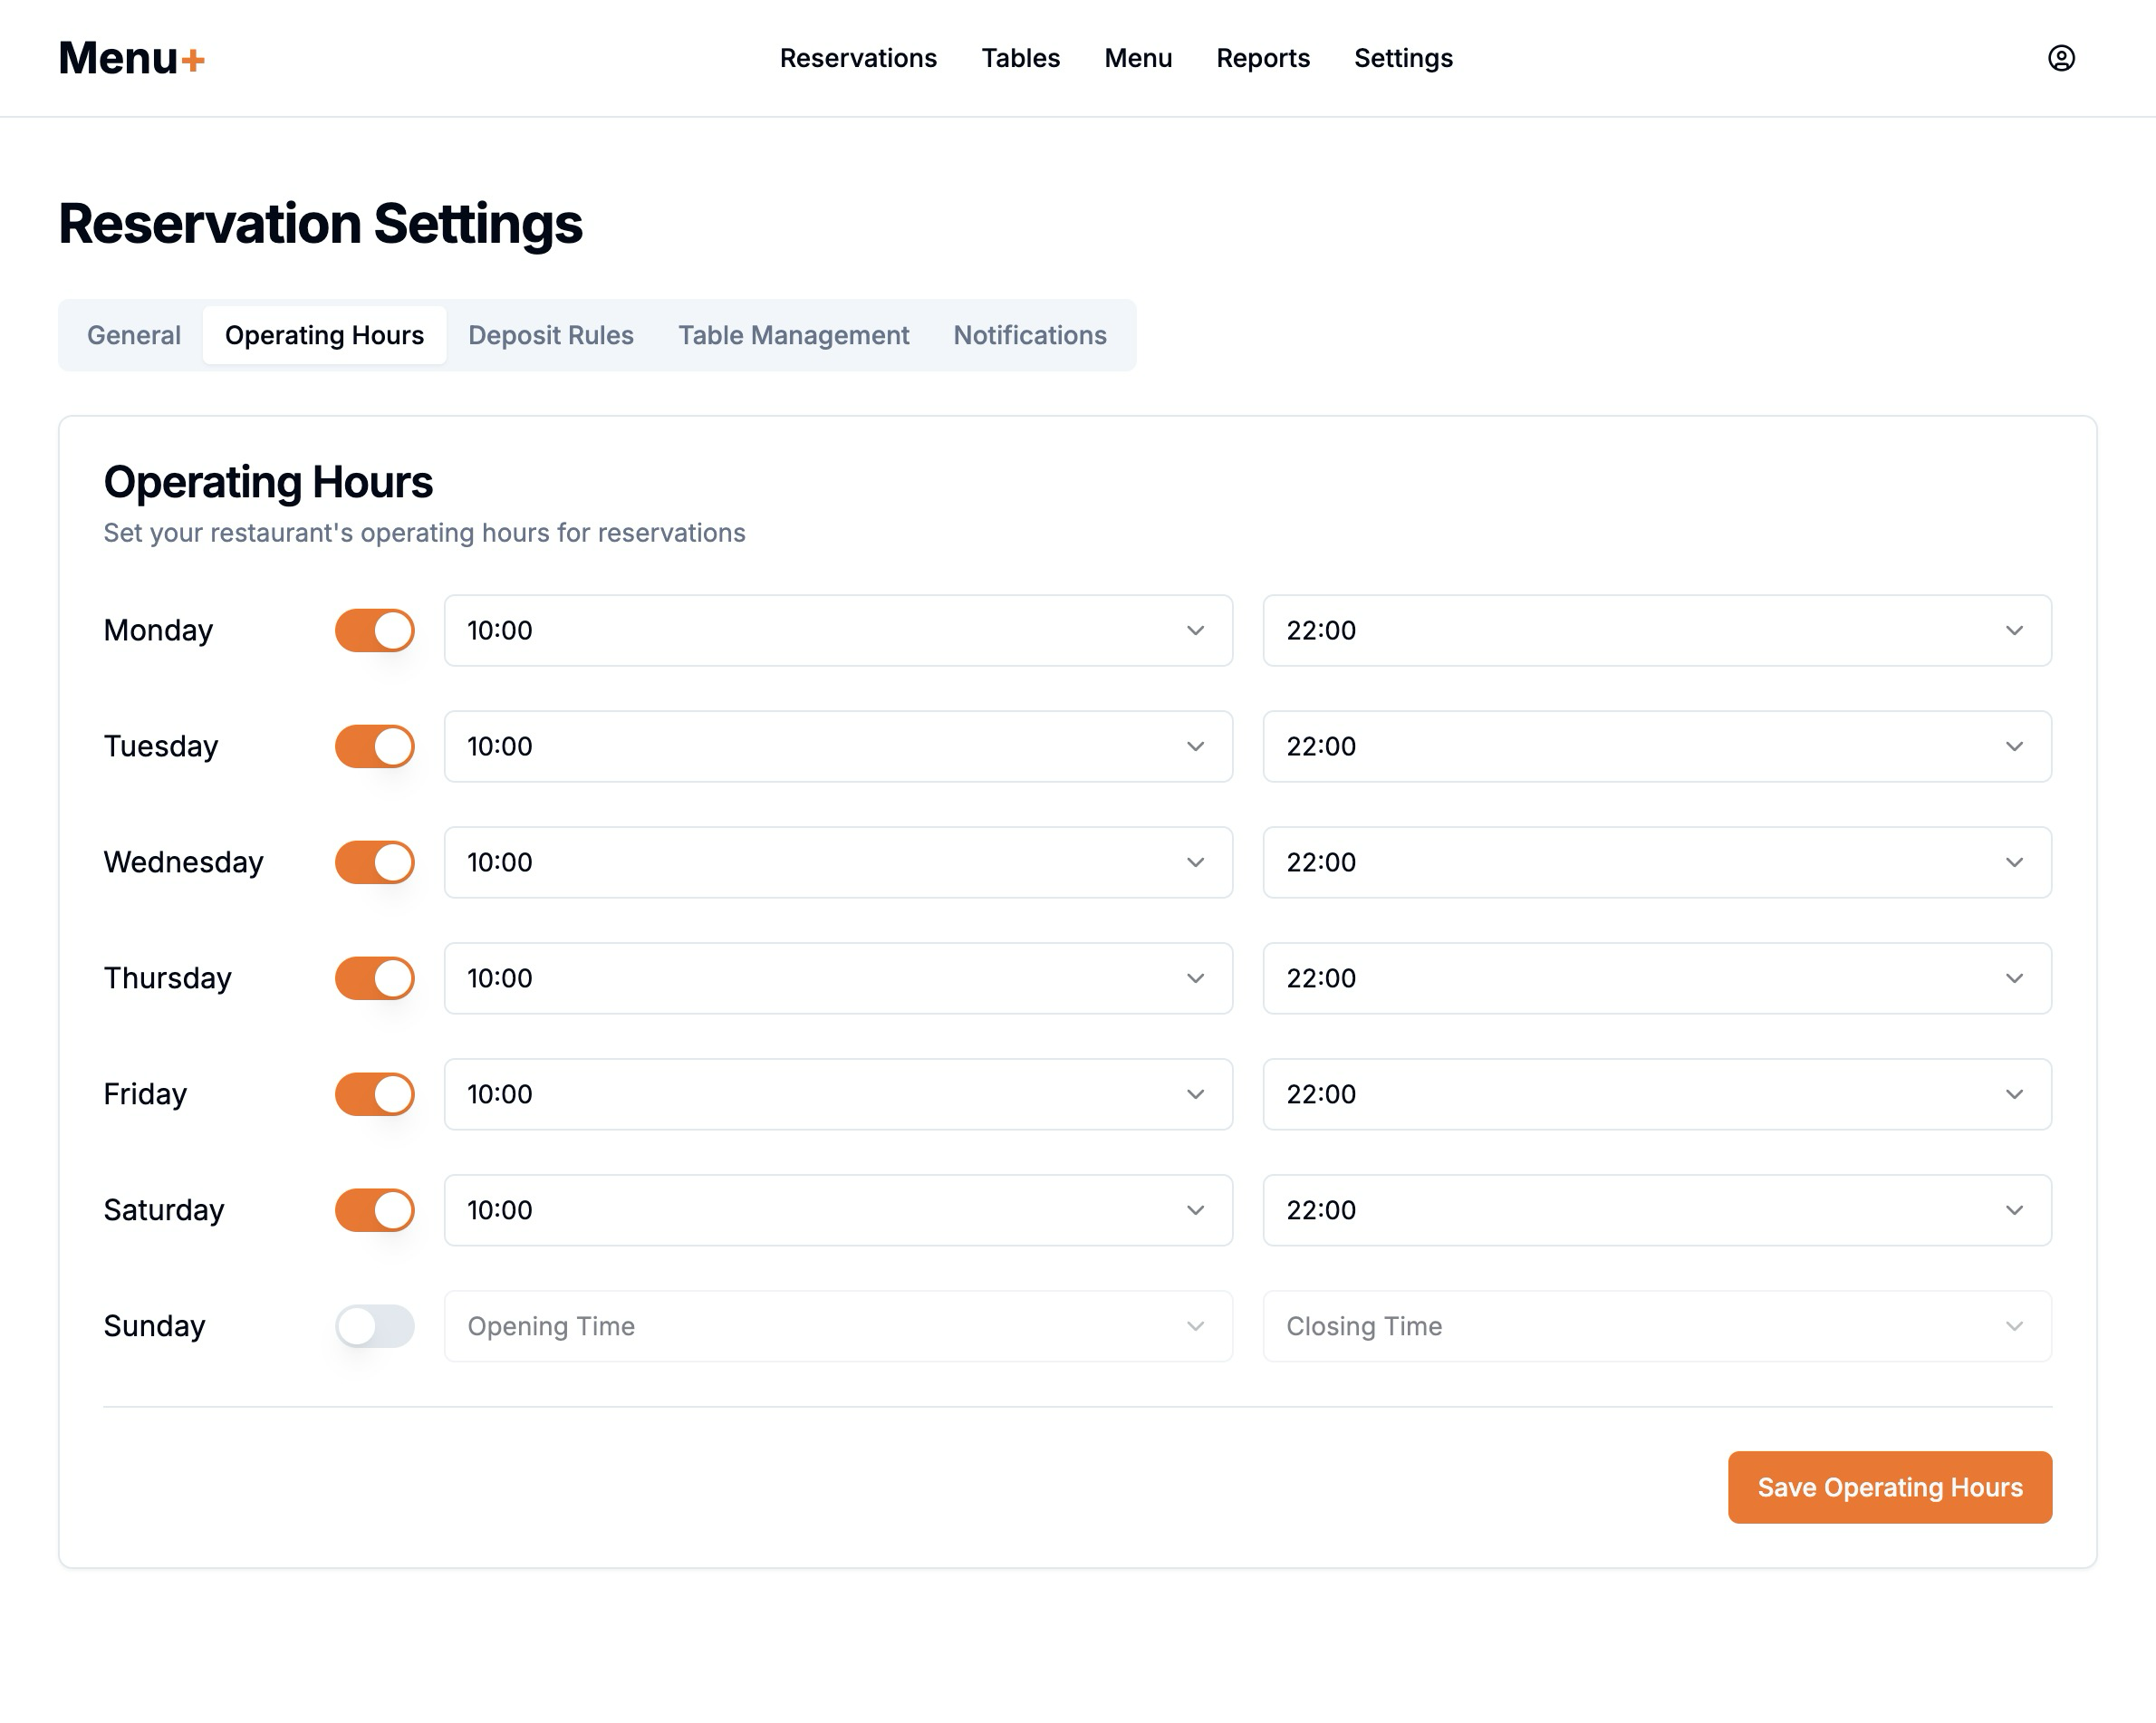 Menu+
Reservations Tables Menu Reports Settings
Reservation Settings
General Operating Hours Deposit Rules Table Management Notifications
Operating Hours
Set your restaurant's operating hours for reservations
Monday 10:00 22:00
Tuesday 10:00 22:00
Wednesday 10:00 22:00
Thursday 10:00 22:00
Friday 10:00 22:00
Saturday 10:00 22:00
Sunday Opening Time Closing Time
Save Operating Hours